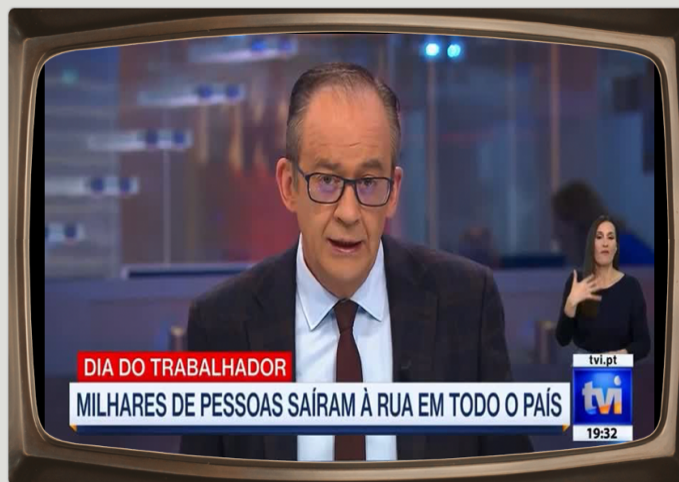 DIA DO TRABALHADOR
MILHARES DE PESSOAS SAÍRAM À RUA EM TODO O PAÍS
tvi.pt
tvi
19:32